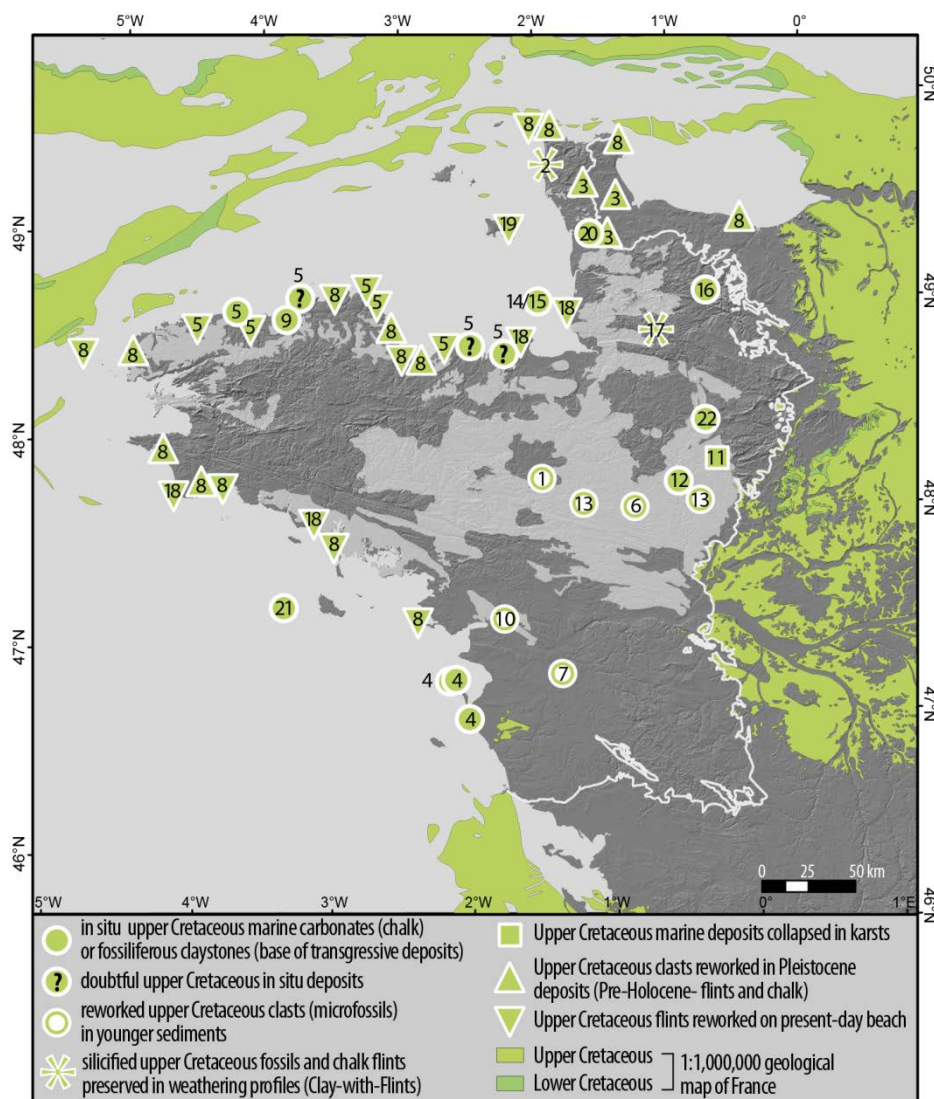 5°W 4°W 3°W 2°W 1°W 0°
50°N
8 8 8
2
3
3
8
19 20 3 49°N
5 5 16 49°N
5 8 5 14/15 18
5 9 5 5 5 17
8 8 5 8 5 ? 5 ? 18
8 8
22
48°N
8 11
1 12
18 8 8 13 6 13 48°N
18
8
21
8 10
47°N
4 4 7
4 47°N
46°N
0 25 50 km
5°W 4°W 3°W 2°W 1°W 0° 1°E 46°N
in situ upper Cretaceous marine carbonates (chalk)
or fossiliferous claystones (base of transgressive deposits)
? doubtful upper Cretaceous in situ deposits
reworked upper Cretaceous clasts (microfossils)
in younger sediments
silicified upper Cretaceous fossils and chalk flints
preserved in weathering profiles (Clay-with-Flints)
Upper Cretaceous marine deposits collapsed in karsts
Upper Cretaceous clasts reworked in Pleistocene
deposits (Pre-Holocene- flints and chalk)
Upper Cretaceous flints reworked on present-day beach
Upper Cretaceous
Lower Cretaceous
1:1,000,000 geological
map of France